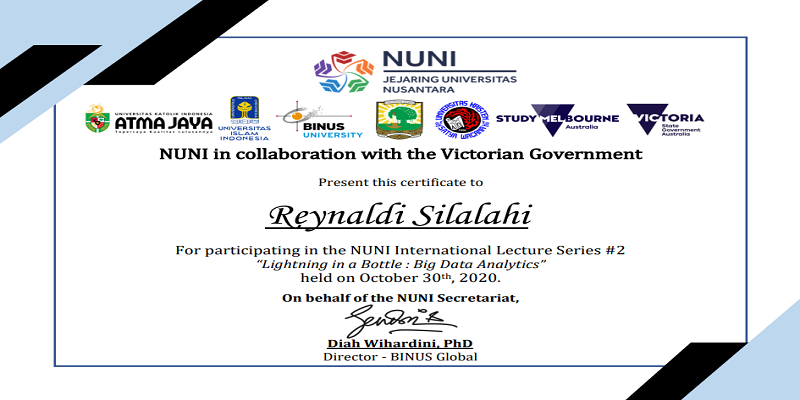 NUNI
JEJARING UNIVERSITAS
NUSANTARA
UNIVERSITAS KATOLIK INDONESIA
ATMA JAYA
UNIVERSITAS
ISLAM
INDONESIA
BINUS
UNIVERSITY
STUDY MELBOURNE
Australia
VICTORIA
State
Government
Australia
NUNI in collaboration with the Victorian Government
Present this certificate to
Reynaldi Silalahi
For participating in the NUNI International Lecture Series #2
“Lightning in a Bottle : Big Data Analytics”
held on October 30th, 2020.
On behalf of the NUNI Secretariat,
Diah Wihardini, PhD
Director - BINUS Global